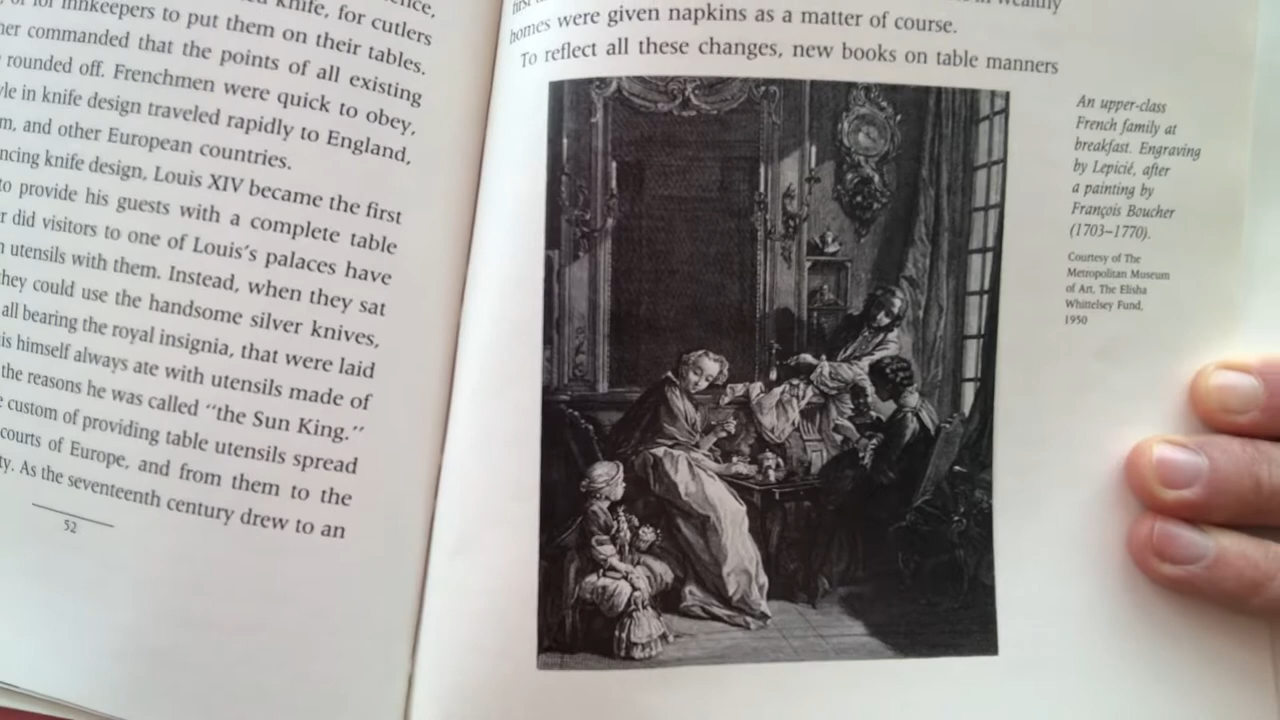 or for innkeepers to put them on their tables.
knife, for cutlers
commanded that the points of all existing
rounded off. Frenchmen were quick to obey,
in knife design traveled rapidly to England,
and other European countries.
knife design, Louis XIV became the first
to provide his guests with a complete table
did visitors to one of Louis's palaces have
utensils with them. Instead, when they sat
they could use the handsome silver knives,
all bearing the royal insignia, that were laid
himself always ate with utensils made of
the reasons he was called "the Sun King."
custom of providing table utensils spread
courts of Europe, and from them to the
As the seventeenth century drew to an
52
in wealthy
homes were given napkins as a matter of course.
To reflect all these changes, new books on table manners
An upper-class
French family at
breakfast. Engraving
by Lepicié, after
a painting by
François Boucher
(1703–1770).
Courtesy of The
Metropolitan Museum
of Art, The Elisha
Whittelsey Fund,
1950